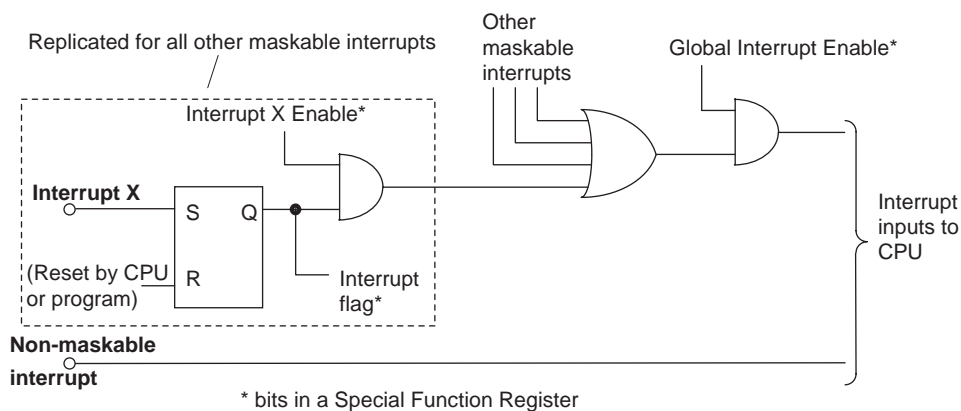 Replicated for all other maskable interrupts
Other
maskable
interrupts
Global Interrupt Enable*
Interrupt X Enable*
Interrupt X
S
Q
R
(Reset by CPU
or program)
Interrupt
flag*
Interrupt
inputs to
CPU
Non-maskable
interrupt
* bits in a Special Function Register